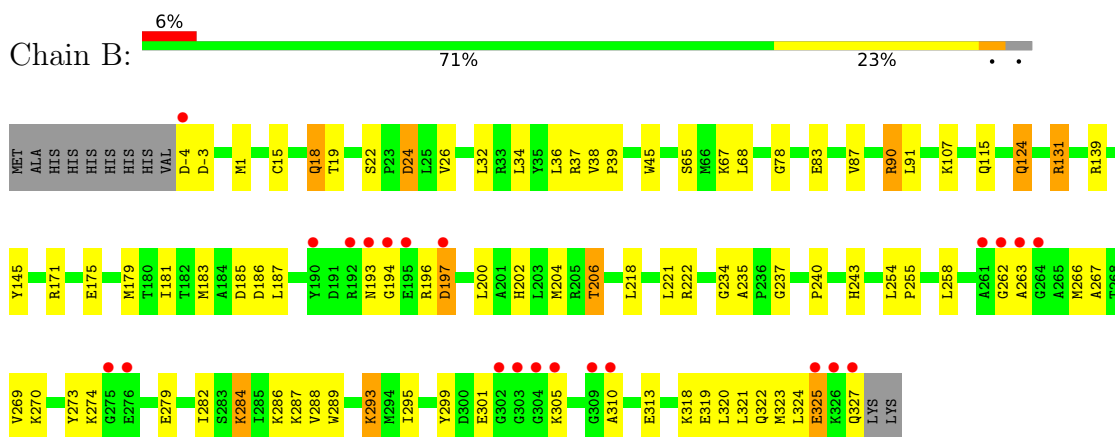 6%
Chain B:
71% 23% • •
MET ALA HIS HIS HIS HIS HIS HIS VAL D-4 D-3 M1 C15 Q18 T19 S22 P23 D24 L25 V26 L32 R33 L34 Y35 L36 R37 V38 P39 W45 S65 M66 K67 L68 G78 E83 V87 R90 L91 K107 Q115 Q124 R131 R139
Y145 R171 E175 M179 T180 I181 T182 M183 A184 D185 D186 L187 Y190 D191 R192 N193 G194 E195 R196 D197 L200 A201 H202 L203 M204 R205 T206 L218 L221 R222 G234 A235 P236 G237 P240 H243 L254 P255 L258 A261 G262 A263 G264 A265 M266 A267 T268
V269 K270 Y273 K274 G275 E276 E279 I282 S283 K284 I285 K286 K287 V288 W289 K293 M294 I295 Y299 D300 E301 G302 G303 G304 K305 G309 A310 E313 K318 E319 L320 L321 Q322 M323 L324 E325 K326 Q327 LYS LYS